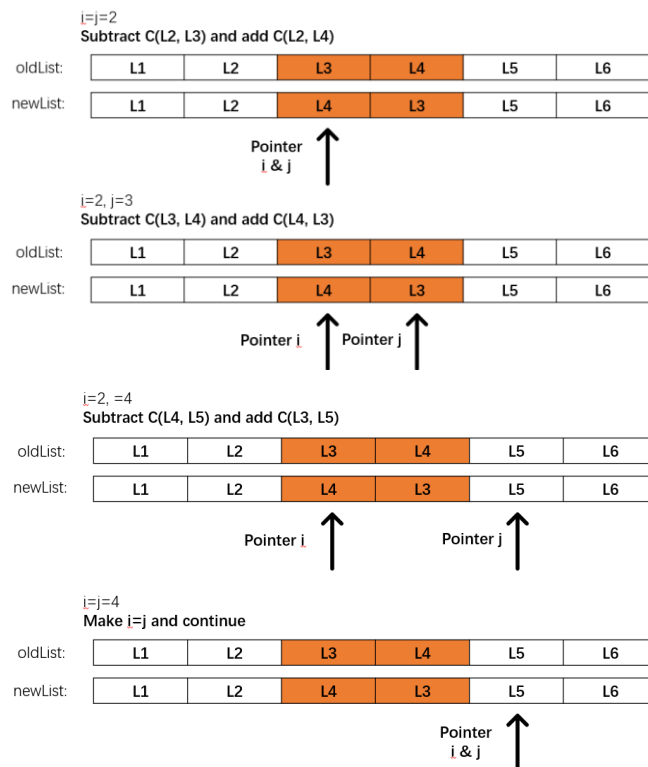 i=j=2
Subtract C(L2, L3) and add C(L2, L4)
oldList: L1 L2 L3 L4 L5 L6
newList: L1 L2 L4 L3 L5 L6
Pointer
i & j
i=2, j=3
Subtract C(L3, L4) and add C(L4, L3)
oldList: L1 L2 L3 L4 L5 L6
newList: L1 L2 L4 L3 L5 L6
Pointer i Pointer j
i=2, =4
Subtract C(L4, L5) and add C(L3, L5)
oldList: L1 L2 L3 L4 L5 L6
newList: L1 L2 L4 L3 L5 L6
Pointer i Pointer j
i=j=4
Make i=j and continue
oldList: L1 L2 L3 L4 L5 L6
newList: L1 L2 L4 L3 L5 L6
Pointer
i & j